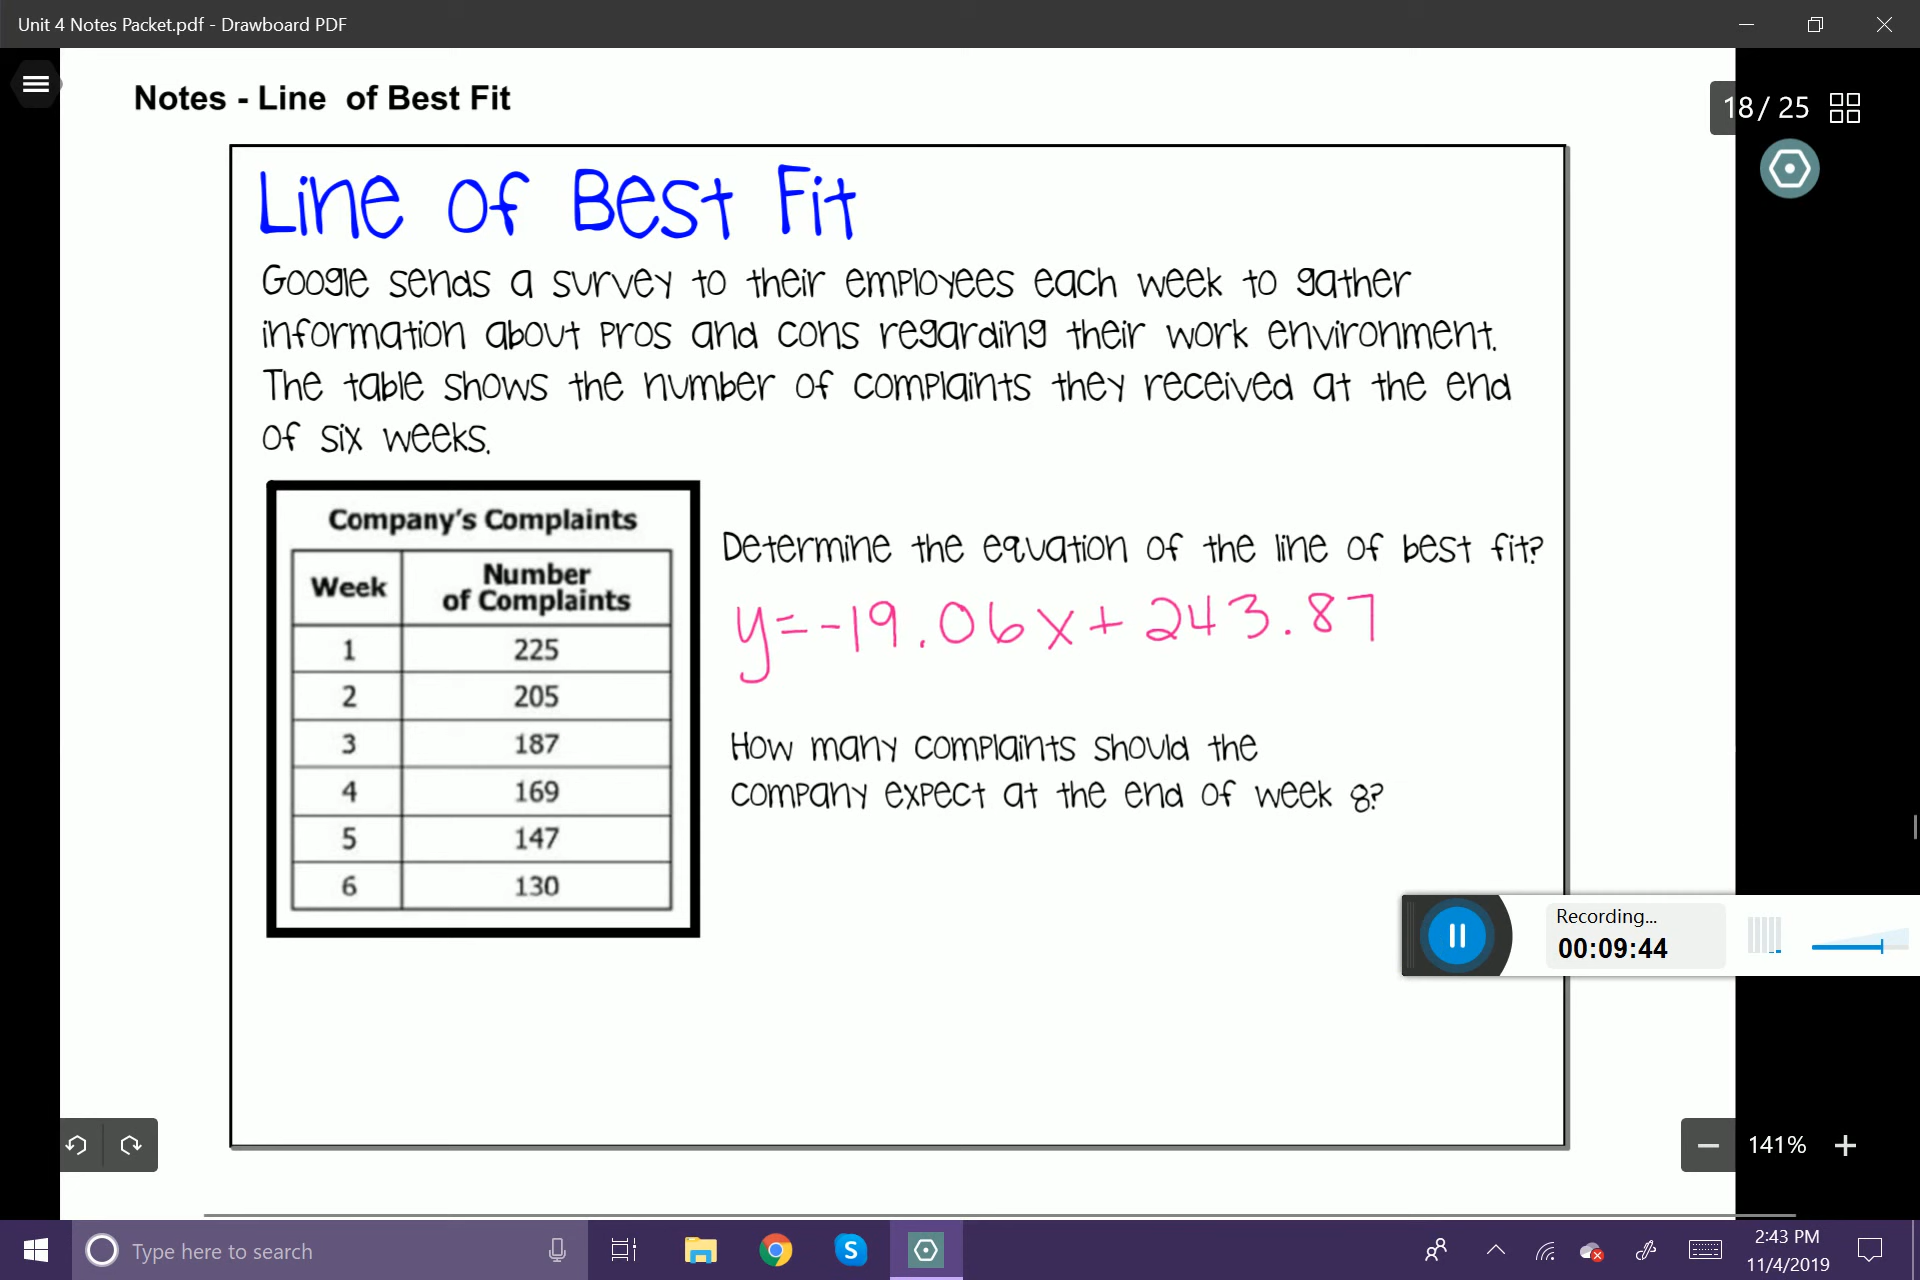 Unit 4 Notes Packet.pdf - Drawboard PDF
Notes - Line of Best Fit
18 / 25
Line of Best Fit
Google sends a survey to their employees each week to gather
information about pros and cons regarding their work environment.
The table shows the number of complaints they received at the end
of six weeks.
Company's Complaints
Week Number of Complaints
1 225
2 205
3 187
4 169
5 147
6 130
Determine the equation of the line of best fit?
y=-19.06x+243.87
How many complaints should the
company expect at the end of week 8?
Recording...
00:09:44
141%
Type here to search
2:43 PM
11/4/2019